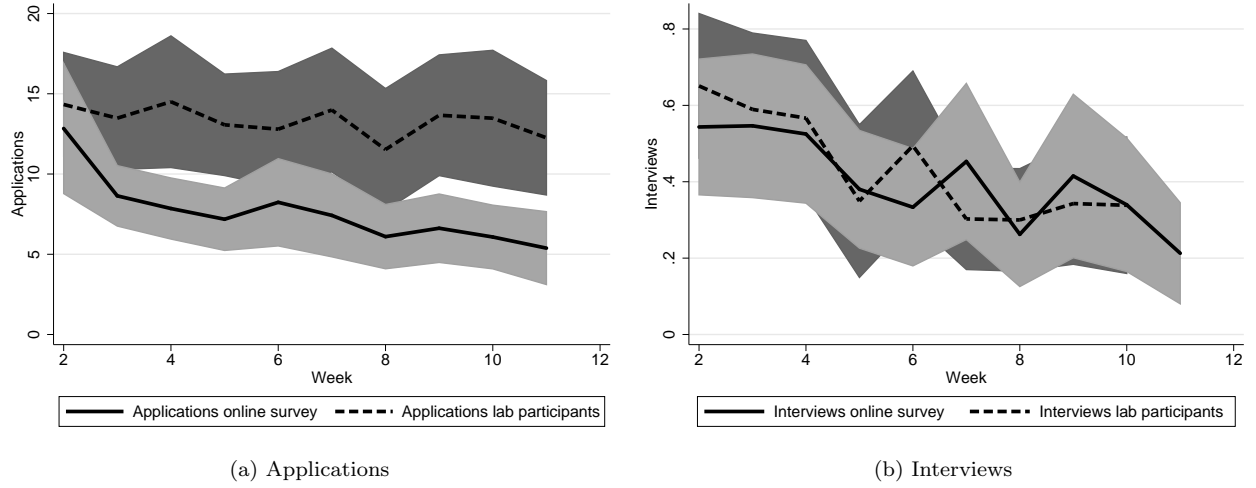 20
15
10
5
0
Applications
2 4 6 8 10 12
Week
Applications online survey Applications lab participants
(a) Applications
.8
.6
.4
.2
0
Interviews
2 4 6 8 10 12
Week
Interviews online survey Interviews lab participants
(b) Interviews